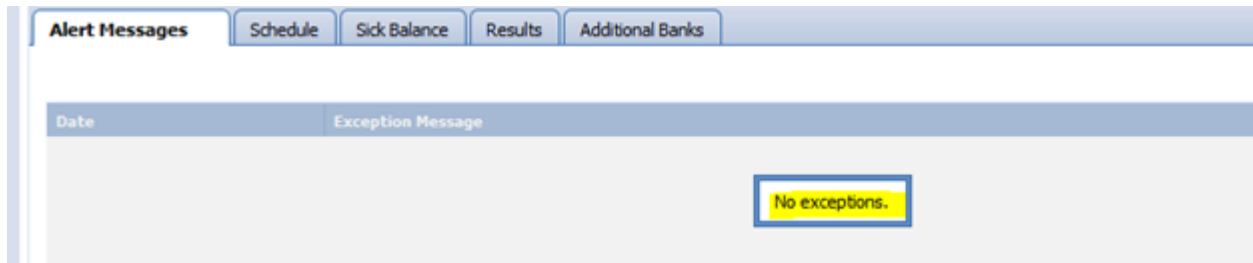 Alert Messages Schedule Sick Balance Results Additional Banks
Date Exception Message
No exceptions.